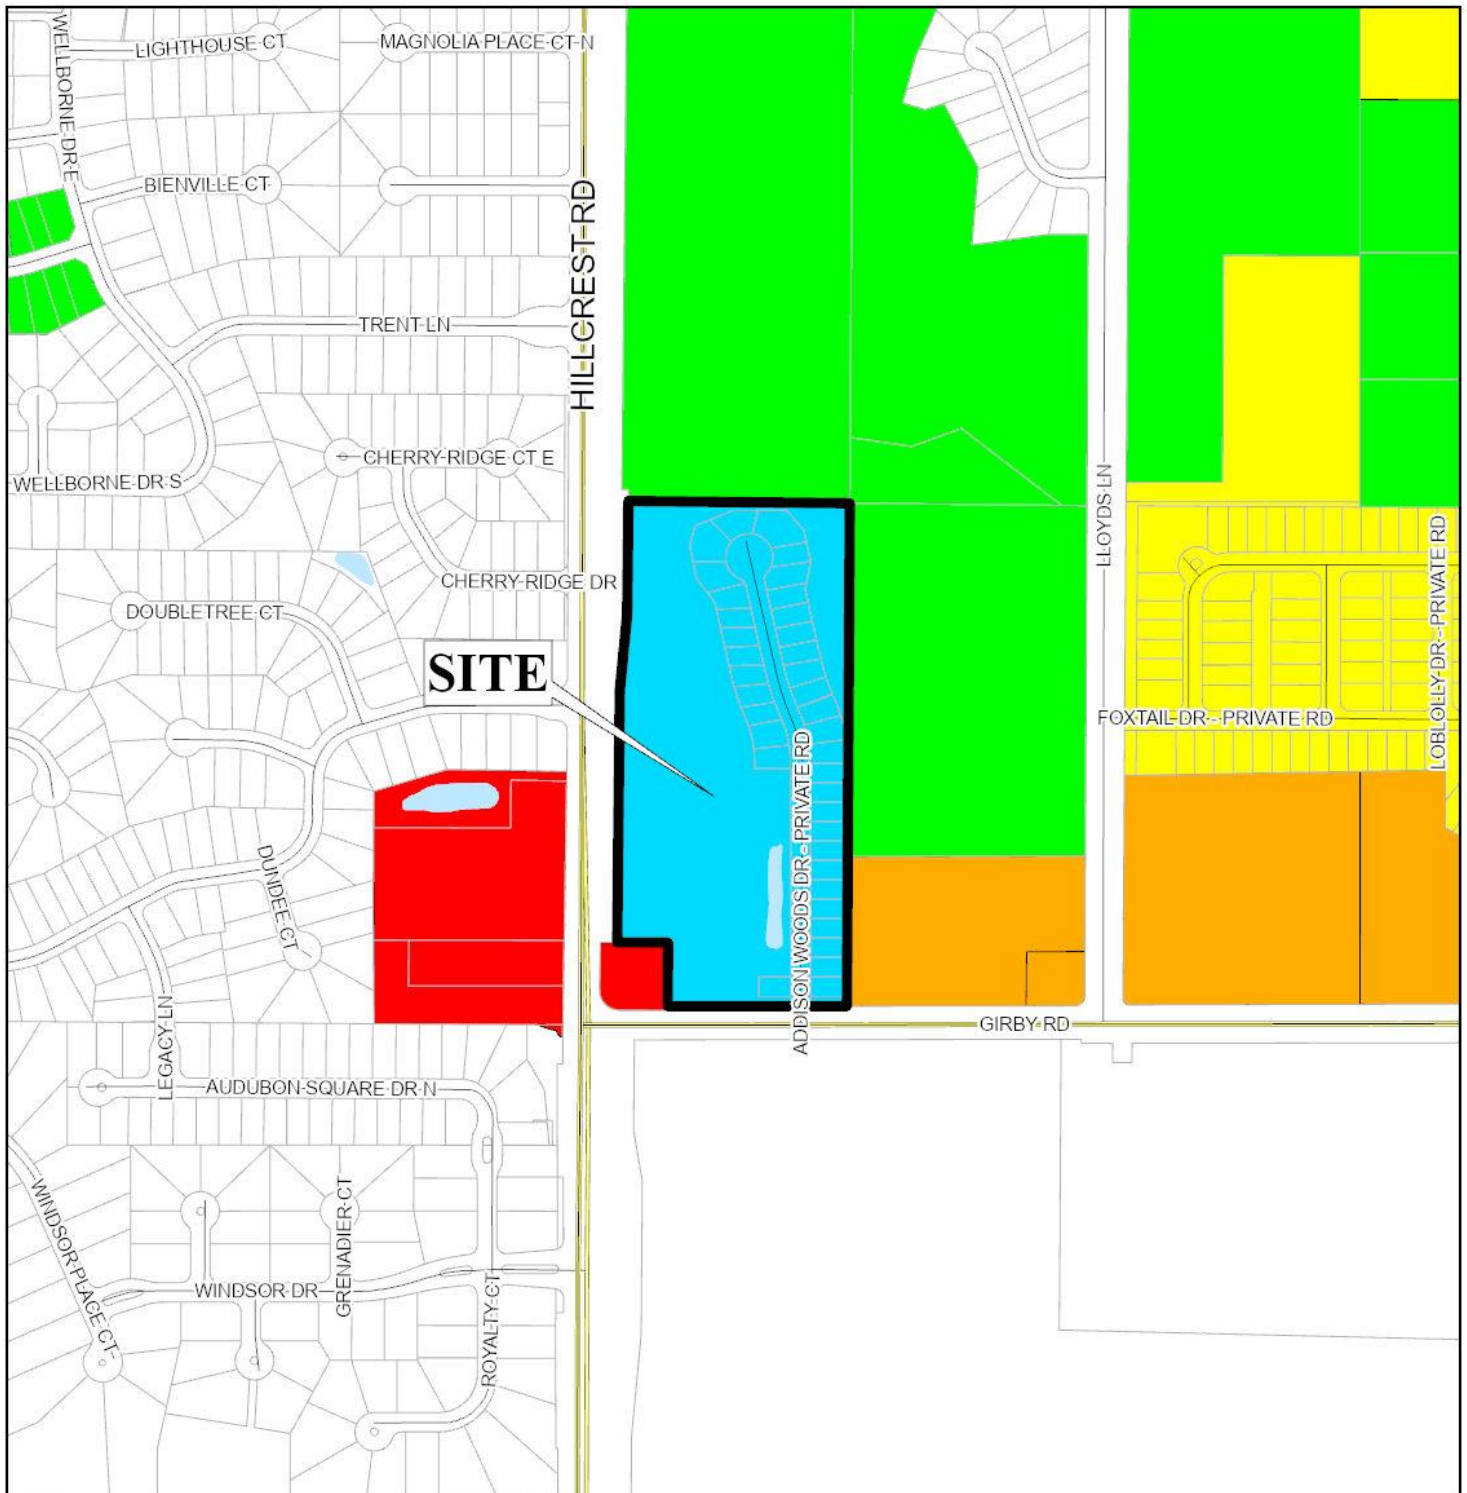 WELLBORNE DR E
LIGHTHOUSE CT
MAGNOLIA PLACE CT N
BIENVILLE CT
HILLCREST RD
TRENT LN
CHERRY RIDGE CT E
WELLBORNE DR S
LLOYDS LN
CHERRY RIDGE DR
DOUBLETREE CT
LOBLOLLY DR - PRIVATE RD
SITE
FOXTAIL DR - PRIVATE RD
ADDISON WOODS DR - PRIVATE RD
DUNDEE CT
LEGACY LN
GIRBY RD
AUDUBON SQUARE DR N
WINDSOR PLACE CT
GRENADIER CT
WINDSOR DR
ROYALTY CT